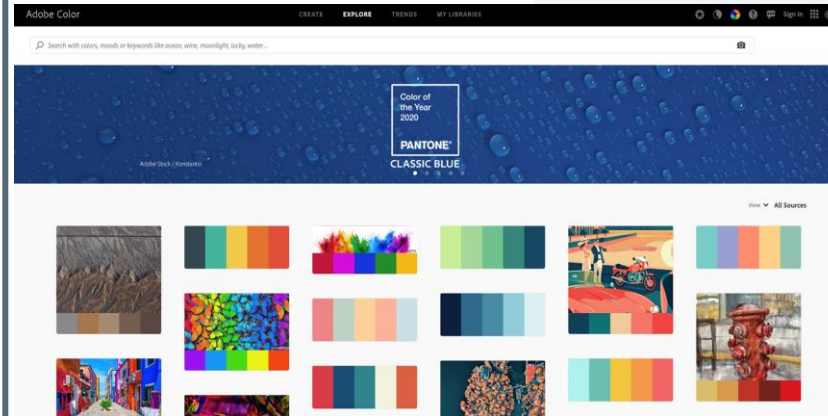 Adobe Color
CREATE EXPLORE TRENDS MY LIBRARIES
Sign In
Search with colors, moods or keywords like ocean, wine, moonlight, lucky, water...
Color of
the Year
2020
PANTONE®
CLASSIC BLUE
Adobe Stock | Komdantin
View All Sources